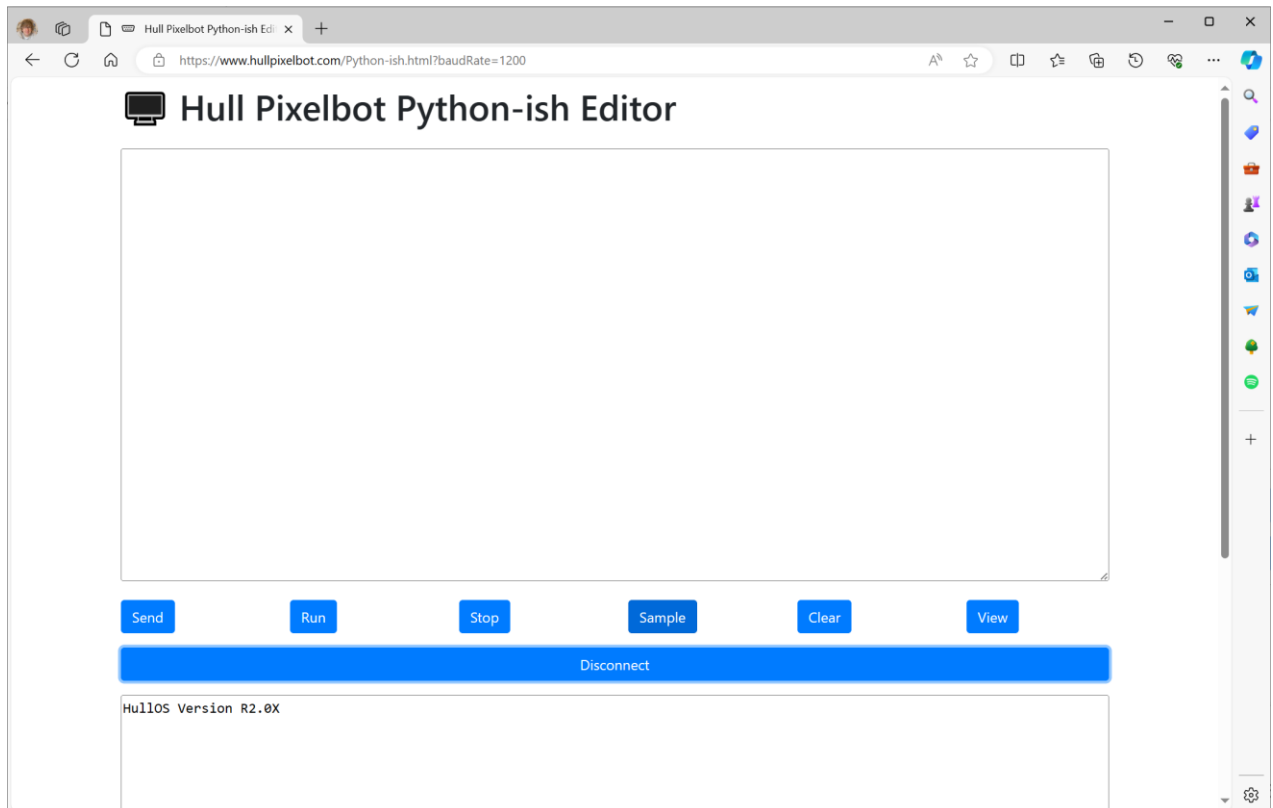 Hull Pixelbot Python-ish Edi
https://www.hullpixelbot.com/Python-ish.html?baudRate=1200
Hull Pixelbot Python-ish Editor
Send Run Stop Sample Clear View
Disconnect
HullOS Version R2.0X